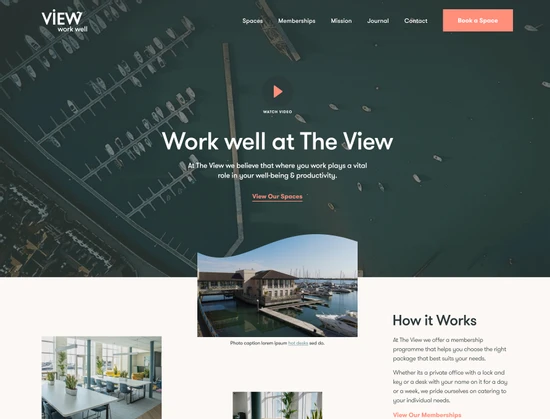 VIEW
work well
Spaces
Memberships
Mission
Journal
Contact
Book a Space
WATCH VIDEO
Work well at The View
At The View we believe that where you work plays a vital
role in your well-being & productivity.
View Our Spaces
Photo caption lorem ipsum hot desks sed do.
How it Works
At The View we offer a membership
programme that helps you choose the right
package that best suits your needs.
Whether its a private office with a lock and
key or a desk with your name on it for a day
or a week, we pride ourselves on catering to
your individual needs.
View Our Memberships